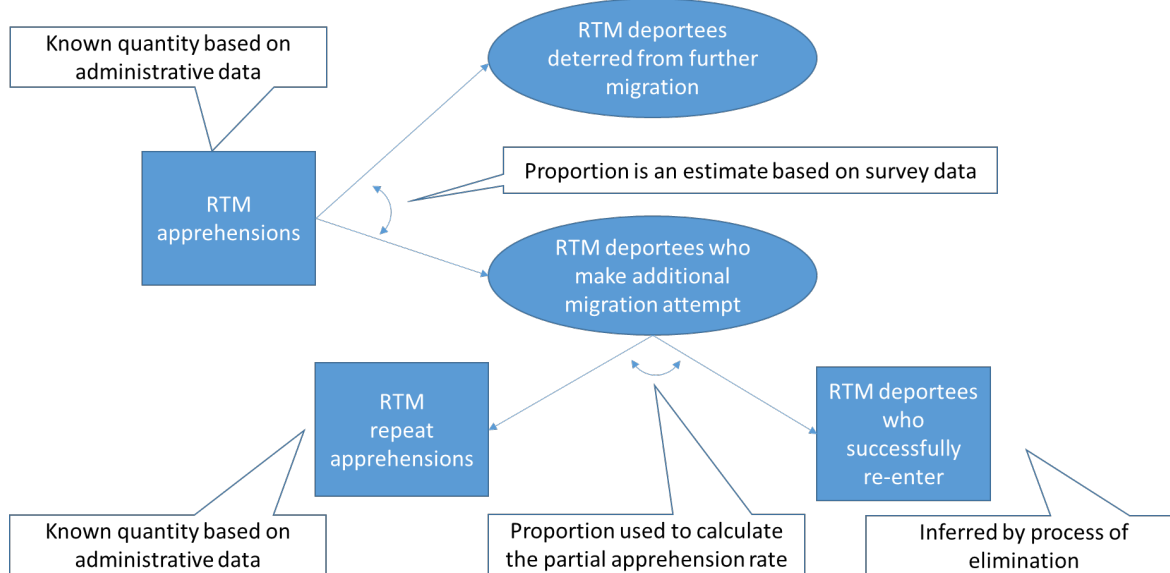 Known quantity based on
administrative data
RTM deportees
deterred from further
migration
Proportion is an estimate based on survey data
RTM
apprehensions
RTM deportees who
make additional
migration attempt
RTM
repeat
apprehensions
RTM deportees
who
successfully
re-enter
Known quantity based on
administrative data
Proportion used to calculate
the partial apprehension rate
Inferred by process of
elimination